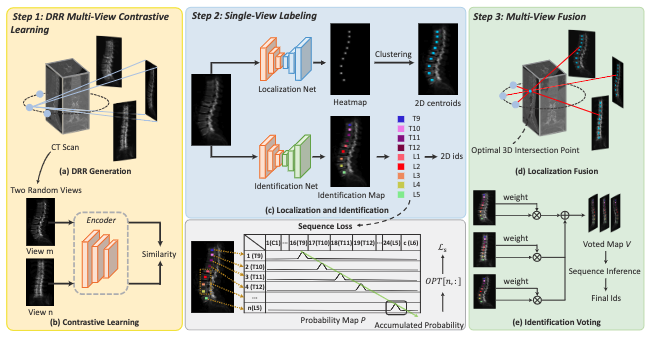 Step 1: DRR Multi-View Contrastive
Learning
CT Scan
(a) DRR Generation
Two Random Views
View m
View n
Encoder
Similarity
(b) Contrastive Learning
Step 2: Single-View Labeling
Localization Net
Heatmap
Clustering
2D centroids
Identification Net
Identification Map
T9
T10
T11
T12
L1
L2
L3
L4
L5
2D ids
(c) Localization and Identification
Sequence Loss
1(C1) ··· 16(T9) 17(T10) 18(T11) 19(T12) ··· 24(L5) c (L6)
1 (T9)
2 (T10)
3 (T11)
4 (T12)
...
n(L5)
Probability Map P
ℒs
OPT[n,:]
Accumulated Probability
Step 3: Multi-View Fusion
Optimal 3D Intersection Point
(d) Localization Fusion
weight
weight
weight
Voted Map V
Sequence Inference
Final Ids
(e) Identification Voting